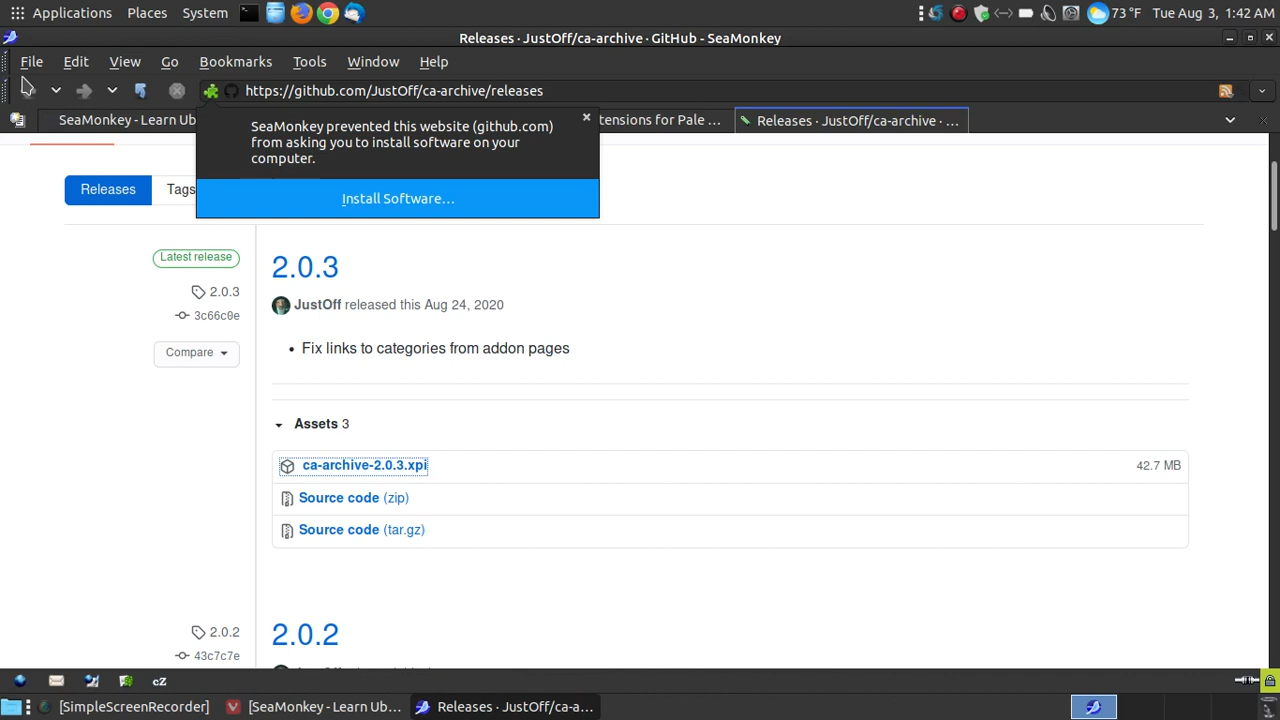 Applications Places System 73 °F Tue Aug 3, 1:42 AM
Releases · JustOff/ca-archive · GitHub - SeaMonkey
File Edit View Go Bookmarks Tools Window Help
https://github.com/JustOff/ca-archive/releases
SeaMonkey - Learn Ub
tensions for Pale ...
Releases · JustOff/ca-archive · ...
SeaMonkey prevented this website (github.com)
from asking you to install software on your
computer.
Install Software...
Releases Tags
Latest release
2.0.3
2.0.3
JustOff released this Aug 24, 2020
3c66c0e
Compare
• Fix links to categories from addon pages
Assets 3
ca-archive-2.0.3.xpi 42.7 MB
Source code (zip)
Source code (tar.gz)
2.0.2
2.0.2
43c7c7e
cZ
[SimpleScreenRecorder] [SeaMonkey - Learn Ub... Releases · JustOff/ca-a...